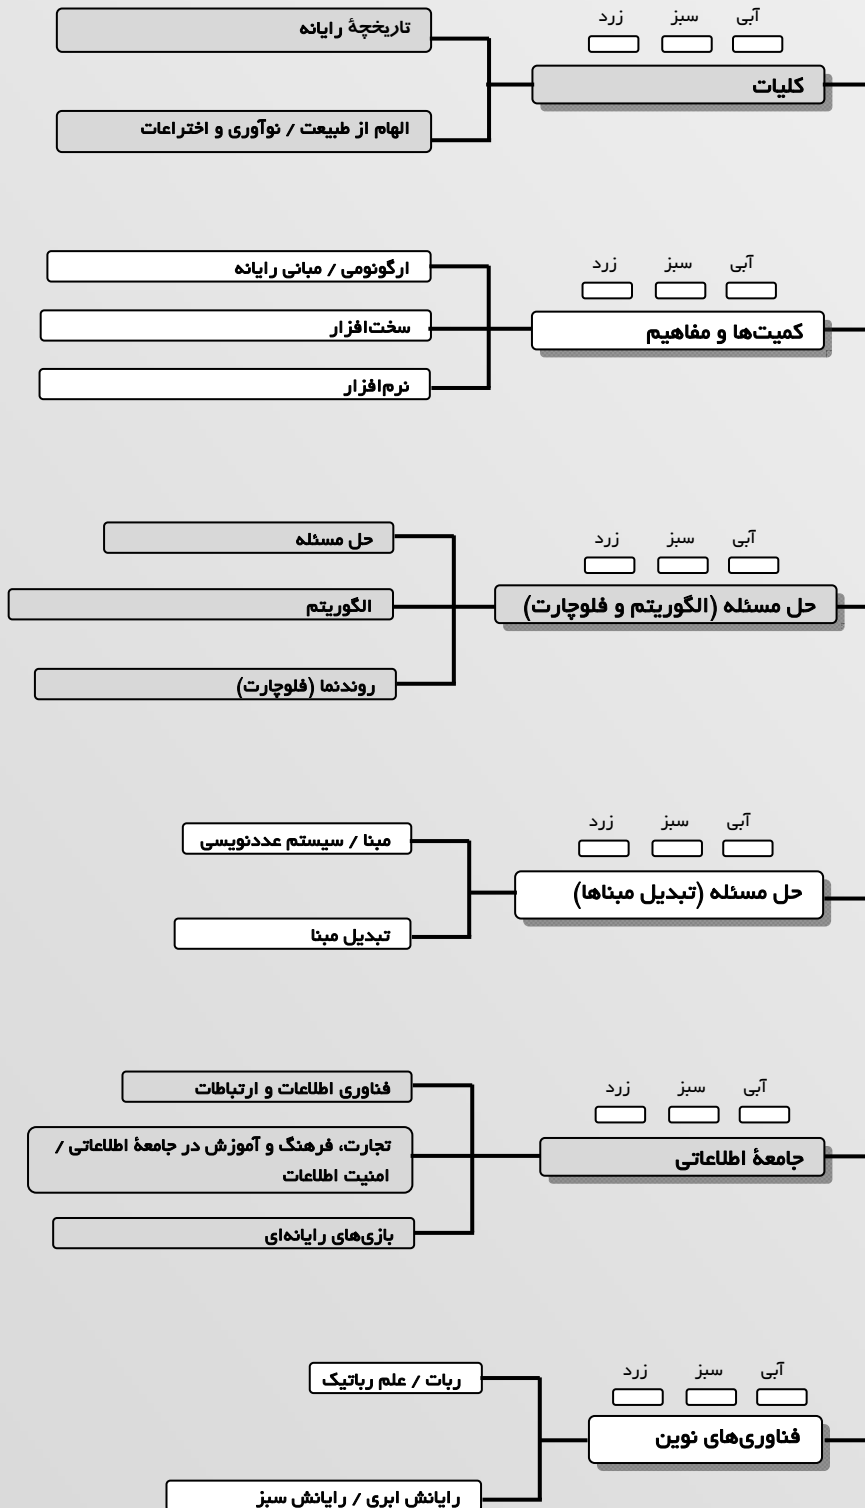 آبی سبز زرد
کلیات
تاریخچۀ رایانه
الهام از طبیعت / نوآوری و اختراعات
آبی سبز زرد
کمیت‌ها و مفاهیم
ارگونومی / مبانی رایانه
سخت‌افزار
نرم‌افزار
آبی سبز زرد
حل مسئله (الگوریتم و فلوچارت)
حل مسئله
الگوریتم
روندنما (فلوچارت)
آبی سبز زرد
حل مسئله (تبدیل مبناها)
مبنا / سیستم عددنویسی
تبدیل مبنا
آبی سبز زرد
جامعۀ اطلاعاتی
فناوری اطلاعات و ارتباطات
تجارت، فرهنگ و آموزش در جامعۀ اطلاعاتی /
امنیت اطلاعات
بازی‌های رایانه‌ای
آبی سبز زرد
فناوری‌های نوین
ربات / علم رباتیک
رایانش ابری / رایانش سبز